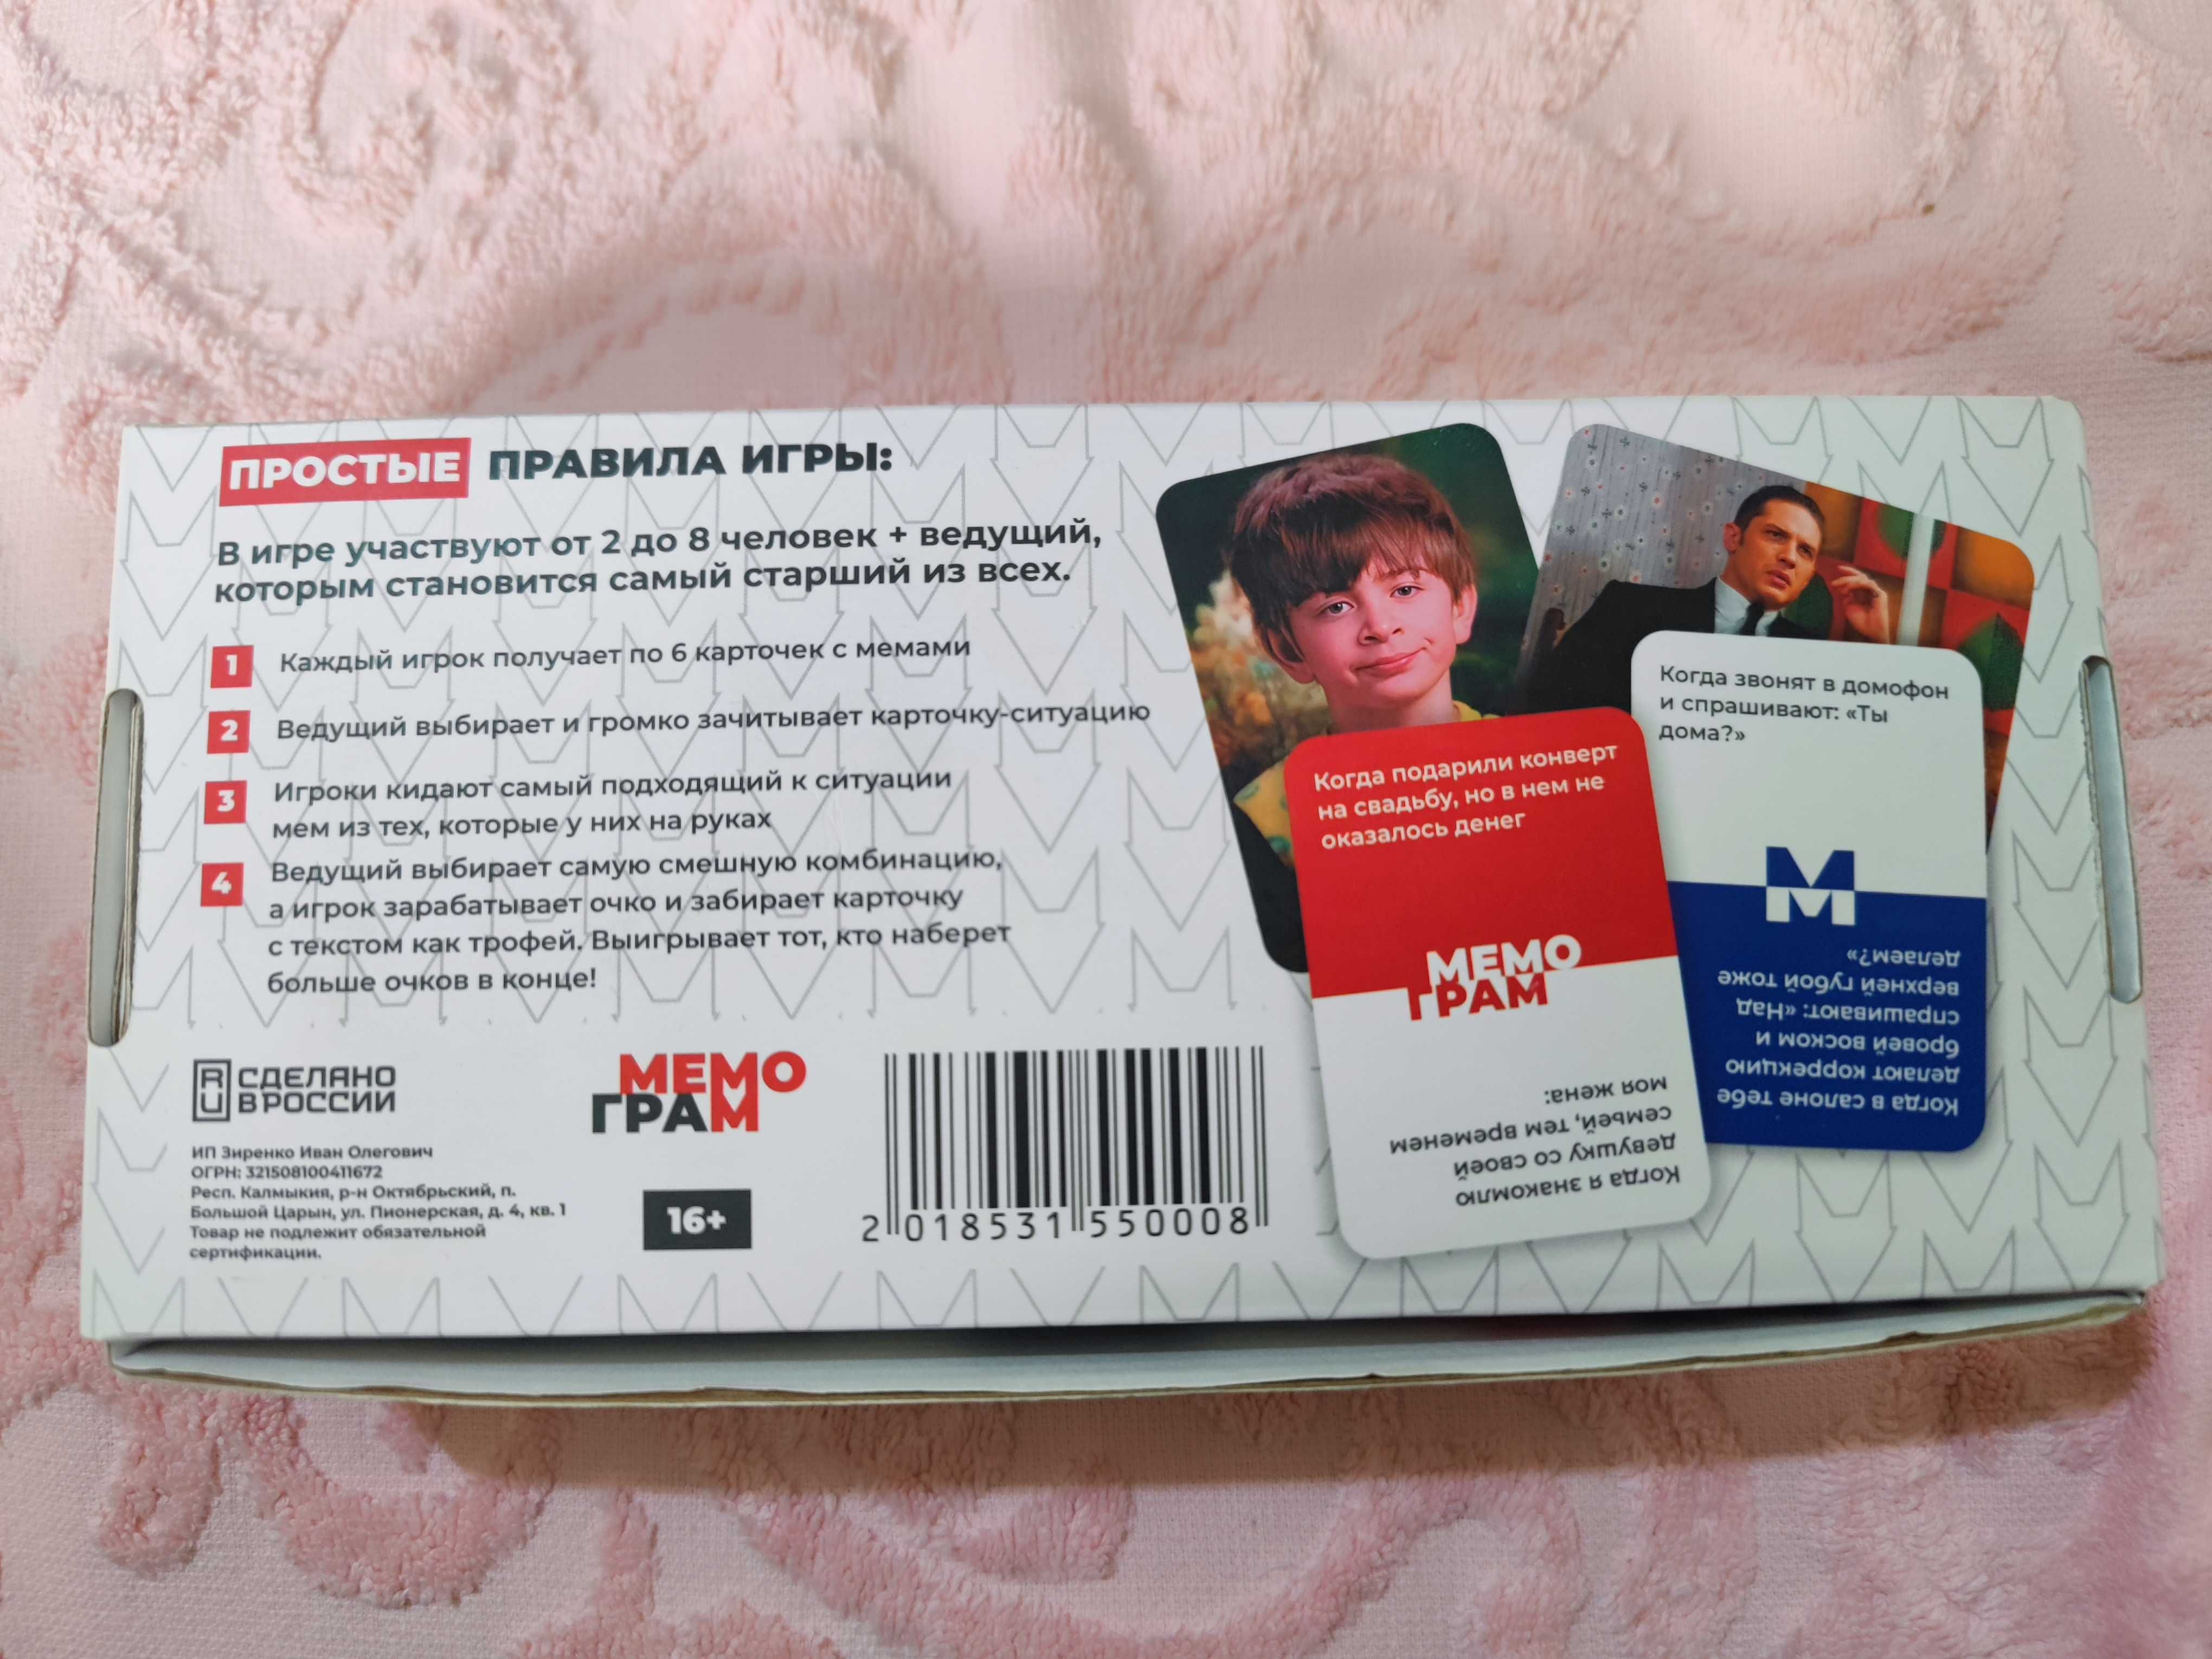 ПРОСТЫЕ ПРАВИЛА ИГРЫ:
В игре участвуют от 2 до 8 человек + ведущий,
которым становится самый старший из всех.
1 Каждый игрок получает по 6 карточек с мемами
2 Ведущий выбирает и громко зачитывает карточку-ситуацию
3 Игроки кидают самый подходящий к ситуации
мем из тех, которые у них на руках
4 Ведущий выбирает самую смешную комбинацию,
а игрок зарабатывает очко и забирает карточку
с текстом как трофей. Выигрывает тот, кто наберет
больше очков в конце!
RU СДЕЛАНО
В РОССИИ
ИП Зиренко Иван Олегович
ОГРН: 321508100411672
Респ. Калмыкия, р-н Октябрьский, п.
Большой Царын, ул. Пионерская, д. 4, кв. 1
Товар не подлежит обязательной
сертификации.
МЕМО
ГРАМ
16+
2 018531 550008
Когда подарили конверт
на свадьбу, но в нем не
оказалось денег
МЕМО
ГРАМ
Когда я знакомлю
девушку со своей
семьей, тем временем
моя жена:
Когда звонят в домофон
и спрашивают: «Ты
дома?»
М
Когда в салоне тебе
делают коррекцию
бровей воском и
спрашивают: «Над
верхней губой тоже
делаем?»